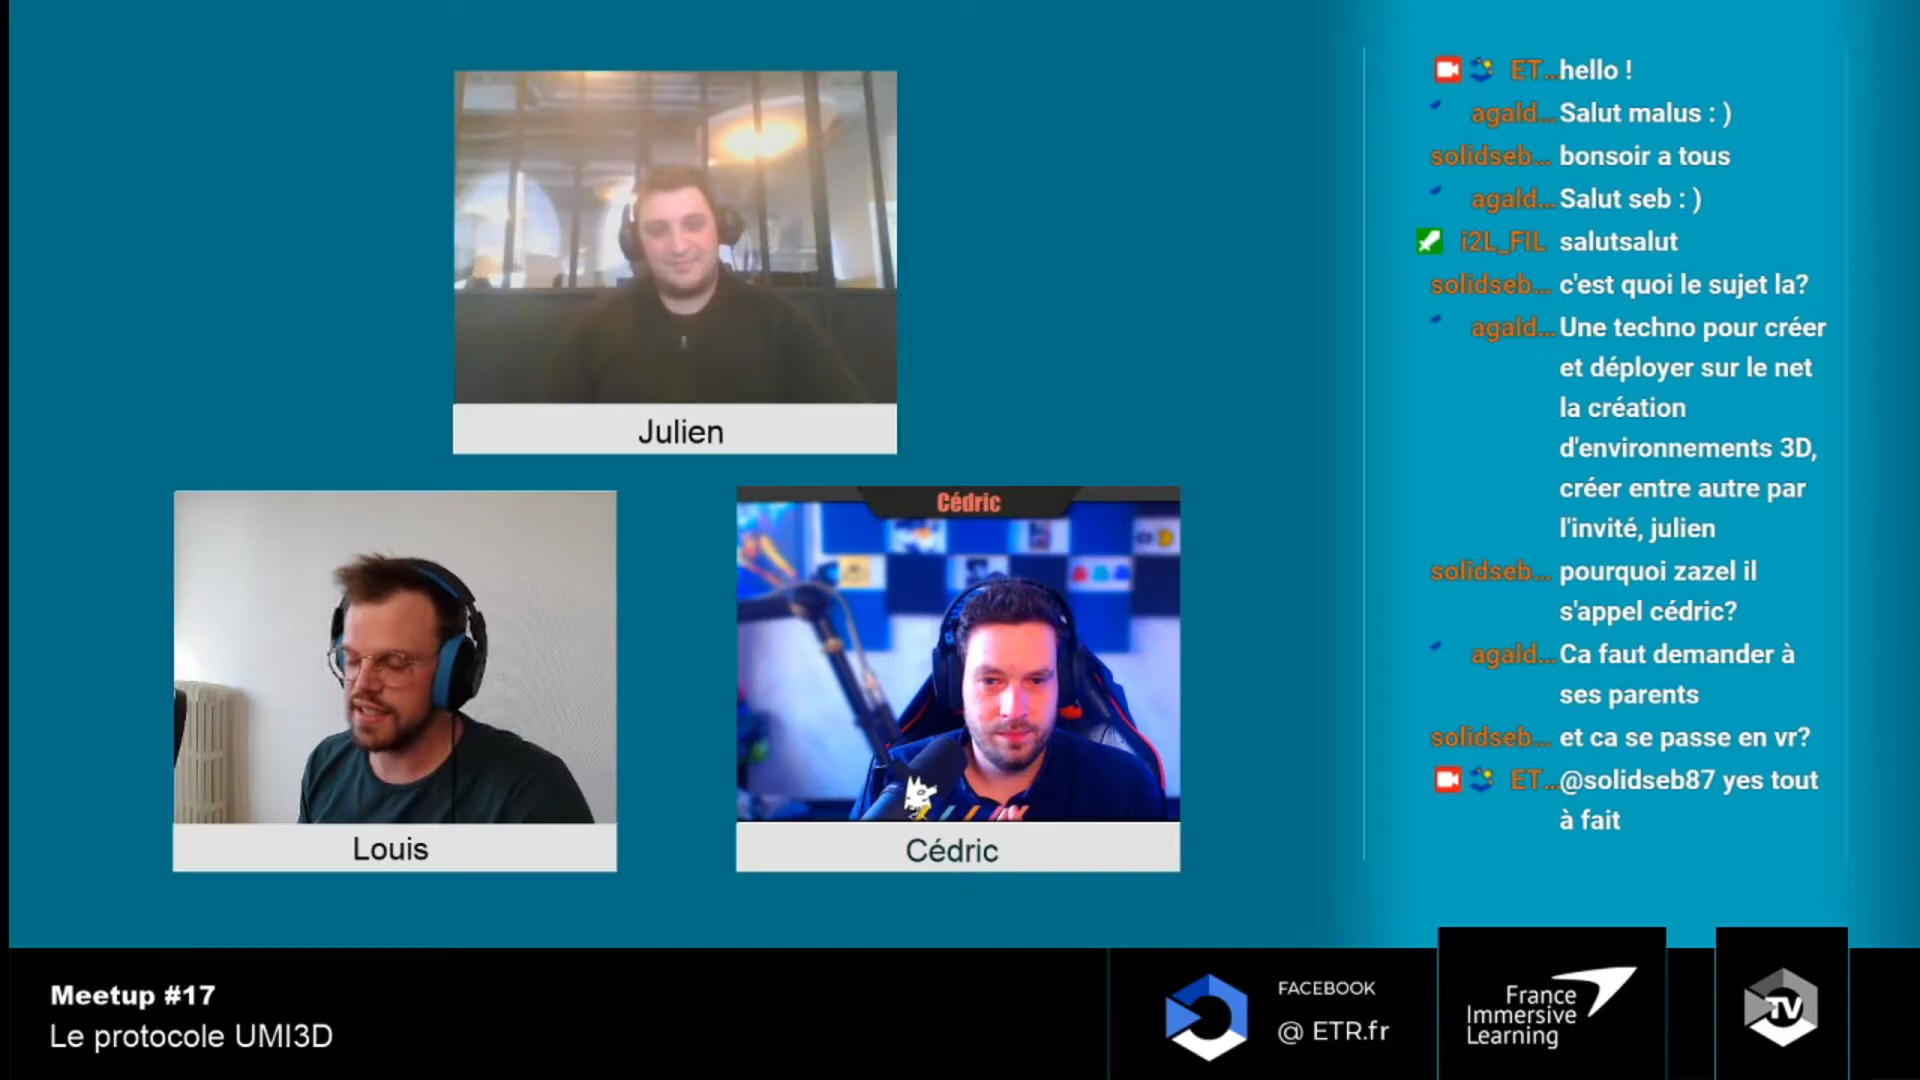 Julien
Louis
Cédric
Cédric
ET...hello !
agald...Salut malus : )
solidseb... bonsoir a tous
agald...Salut seb : )
i2L_FIL salutsalut
solidseb... c'est quoi le sujet la?
agald...Une techno pour créer
et déployer sur le net
la création
d'environnements 3D,
créer entre autre par
l'invité, julien
solidseb... pourquoi zazel il
s'appel cédric?
agald...Ca faut demander à
ses parents
solidseb... et ca se passe en vr?
ET...@solidseb87 yes tout
à fait
Meetup #17
Le protocole UMI3D
FACEBOOK
@ ETR.fr
France
Immersive
Learning
TV